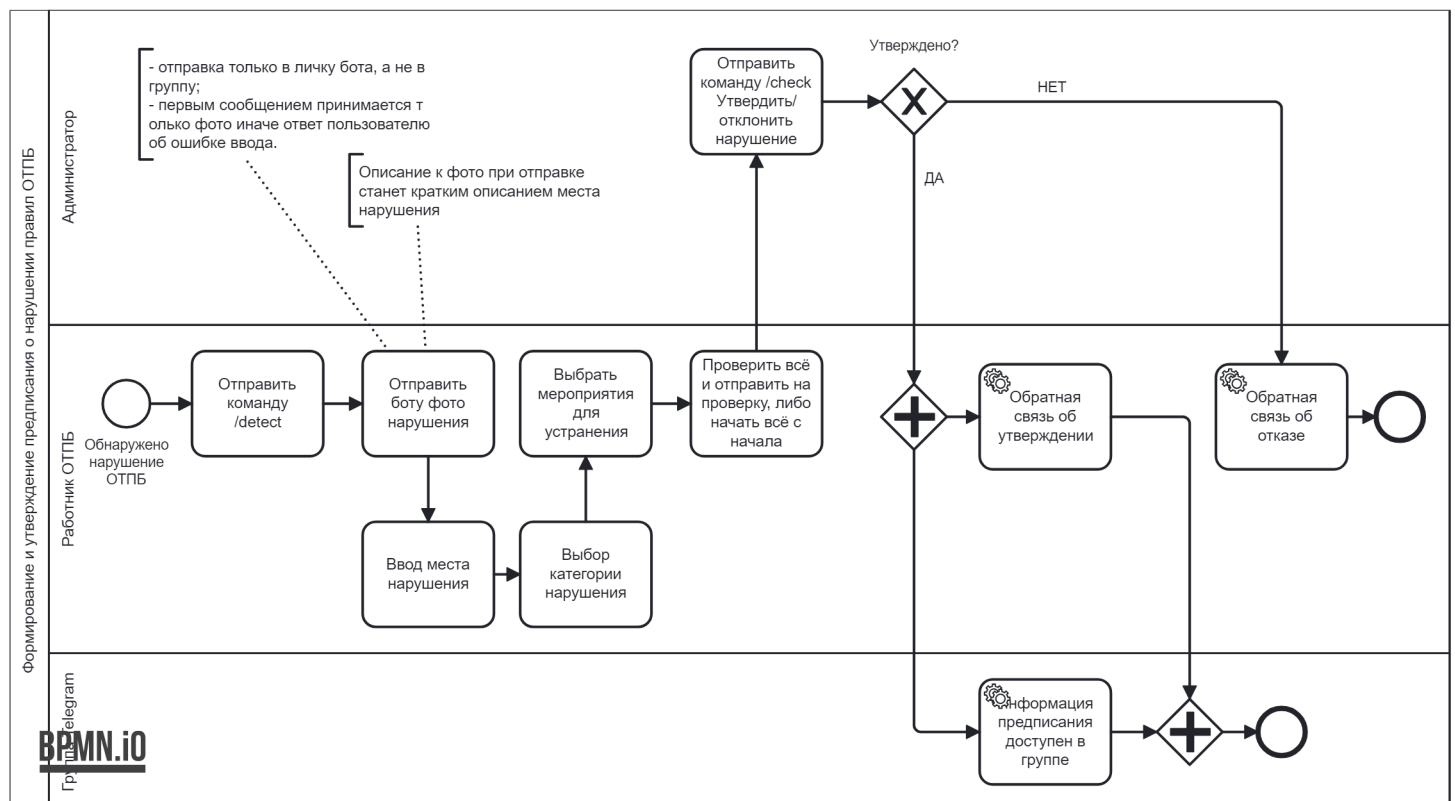 Формирование и утверждение предписания о нарушении правил ОТПБ
Администратор
- отправка только в личку бота, а не в
группу;
- первым сообщением принимается т
олько фото иначе ответ пользователю
об ошибке ввода.
Описание к фото при отправке
станет кратким описанием места
нарушения
Отправить
команду /check
Утвердить/
отклонить
нарушение
Утверждено?
НЕТ
ДА
Работник ОТПБ
Обнаружено
нарушение
ОТПБ
Отправить
команду
/detect
Отправить
боту фото
нарушения
Ввод места
нарушения
Выбор
категории
нарушения
Выбрать
мероприятия
для
устранения
Проверить всё
и отправить на
проверку, либо
начать всё с
начала
Обратная
связь об
утверждении
Обратная
связь об
отказе
Группа Telegram
Информация
предписания
доступен в
группе
BPMN.iO